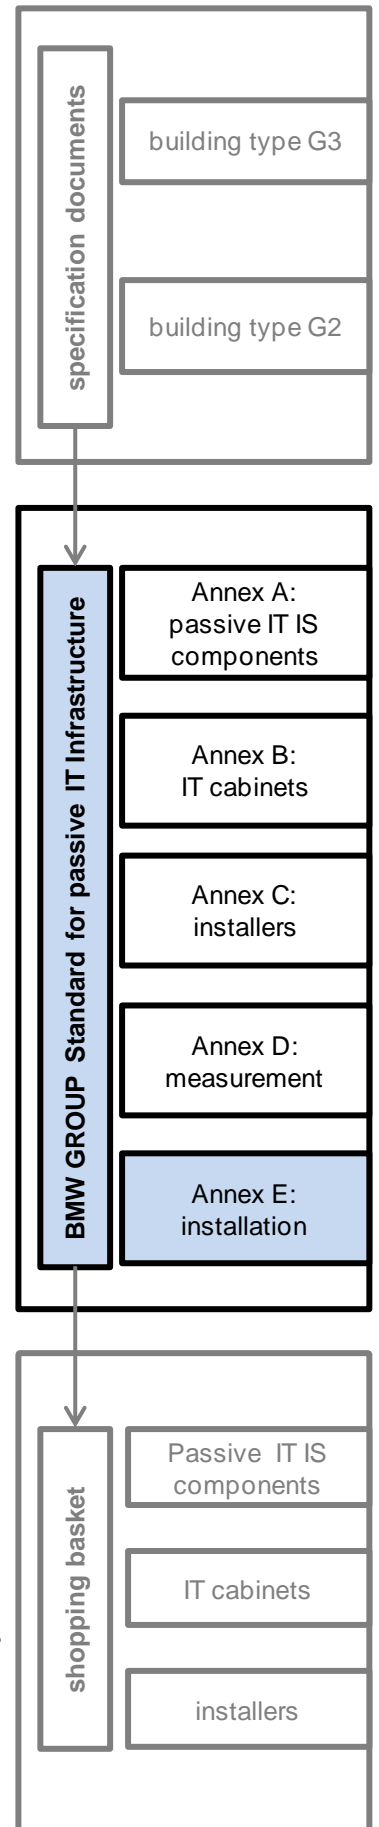 specification documents
building type G3
building type G2
BMW GROUP Standard for passive IT Infrastructure
Annex A:
passive IT IS
components
Annex B:
IT cabinets
Annex C:
installers
Annex D:
measurement
Annex E:
installation
shopping basket
Passive IT IS
components
IT cabinets
installers